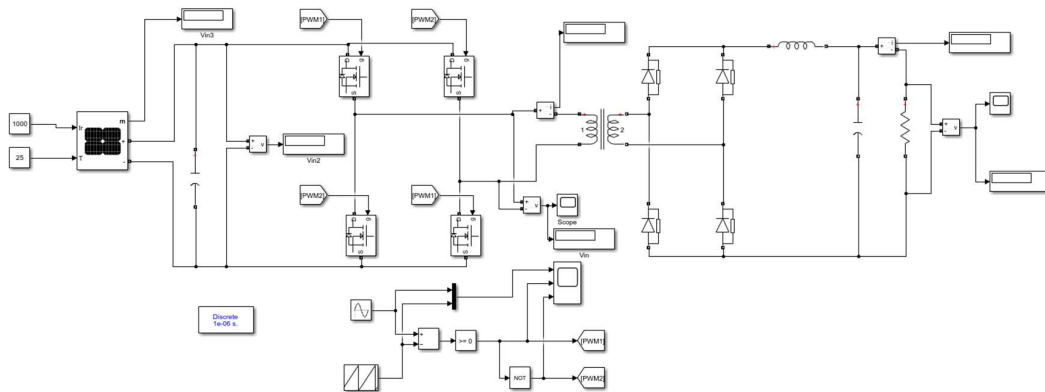 [PWM1]
[PWM2]
Vin3
1000
Ir
m
+
25
T
-
g
D
S
g
D
S
+
-
v
Vin2
+
i
-
1
2
+
i
-
+
-
v
[PWM2]
[PWM1]
g
D
S
g
D
S
+
-
v
Scope
Vin
Discrete
1e-06 s.
+
-
>= 0
NOT
[PWM1]
[PWM2]